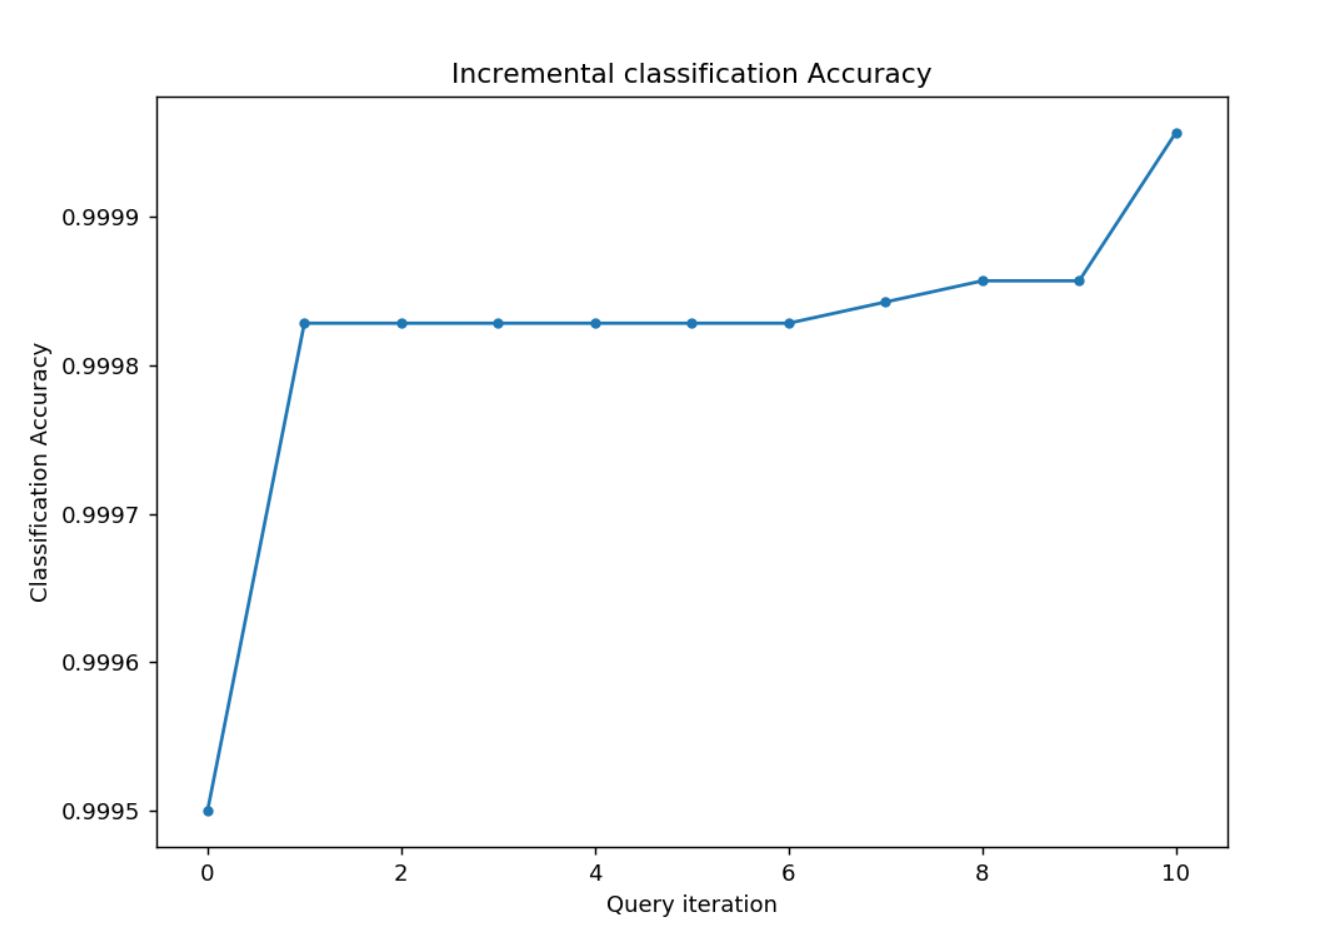 Incremental classification Accuracy
Classification Accuracy
0.9999
0.9998
0.9997
0.9996
0.9995
0 2 4 6 8 10
Query iteration